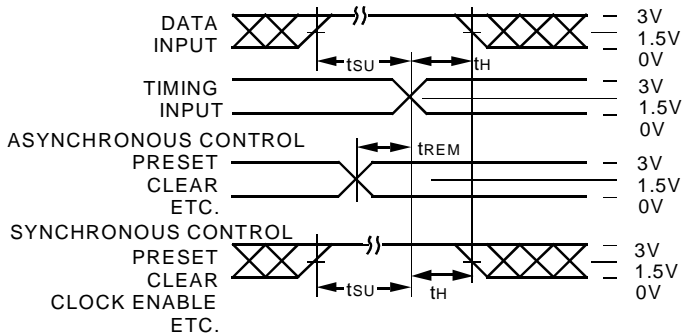 DATA
INPUT
3V
1.5V
0V
tSU
tH
TIMING
INPUT
3V
1.5V
0V
ASYNCHRONOUS CONTROL
PRESET
CLEAR
ETC.
tREM
3V
1.5V
0V
SYNCHRONOUS CONTROL
PRESET
CLEAR
CLOCK ENABLE
ETC.
tSU
tH
3V
1.5V
0V